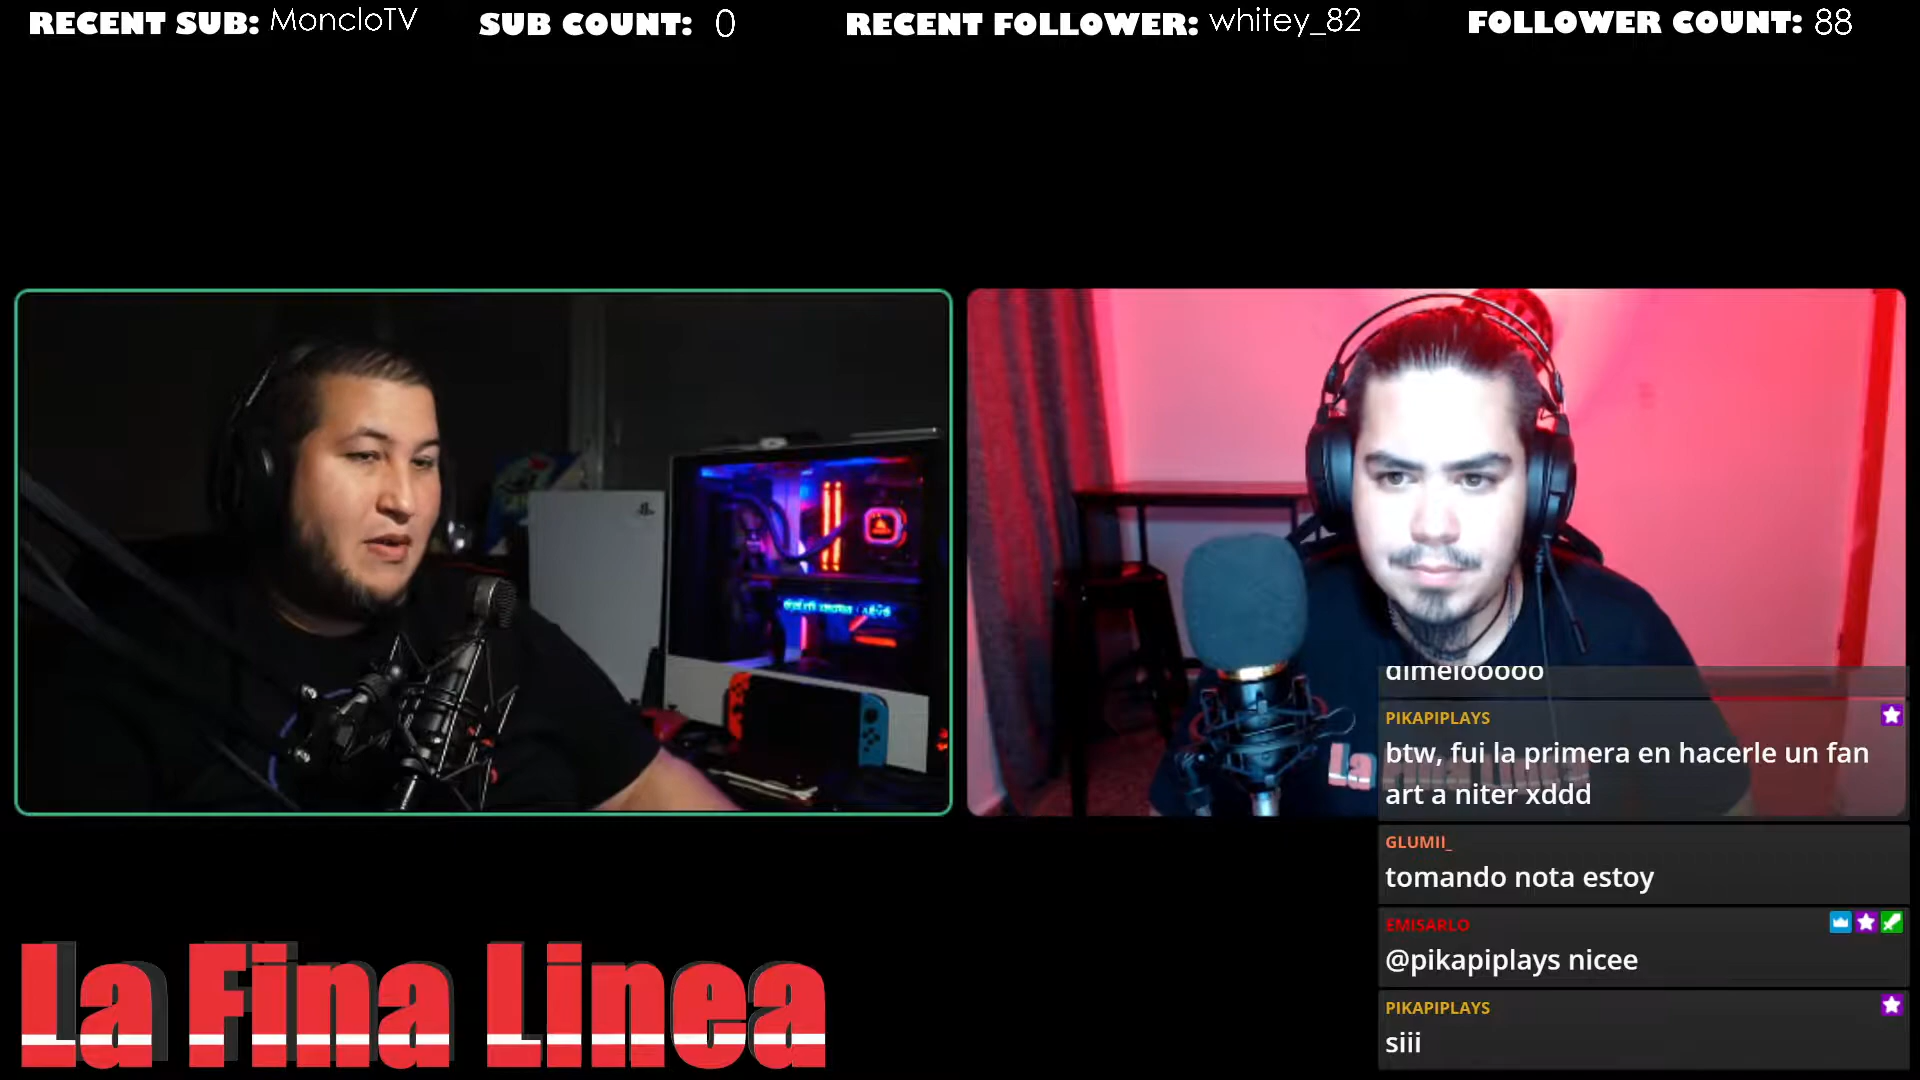 RECENT SUB: MoncloTV
SUB COUNT: 0
RECENT FOLLOWER: whitey_82
FOLLOWER COUNT: 88
dimelooooo
PIKAPIPLAYS
btw, fui la primera en hacerle un fan
art a niter xddd
GLUMII_
tomando nota estoy
EMISARLO
@pikapiplays nicee
PIKAPIPLAYS
siii
La Fina Linea